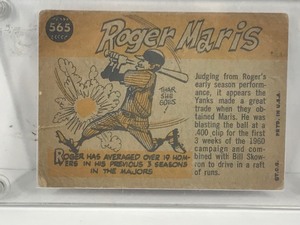 565
Roger Maris
THAR
SHE
GOES!
Judging from Roger's
early season perform-
ance, it appears the
Yanks made a great
trade when they ob-
tained Maris. He was
blasting the ball at a
.400 clip for the first
3 weeks of the 1960
campaign and com-
bined with Bill Skow-
ron to drive in a raft
of runs.
ROGER HAS AVERAGED OVER 19 HOM-
ERS IN HIS PREVIOUS 3 SEASONS
IN THE MAJORS
©T.C.G. PRTD. IN U.S.A.